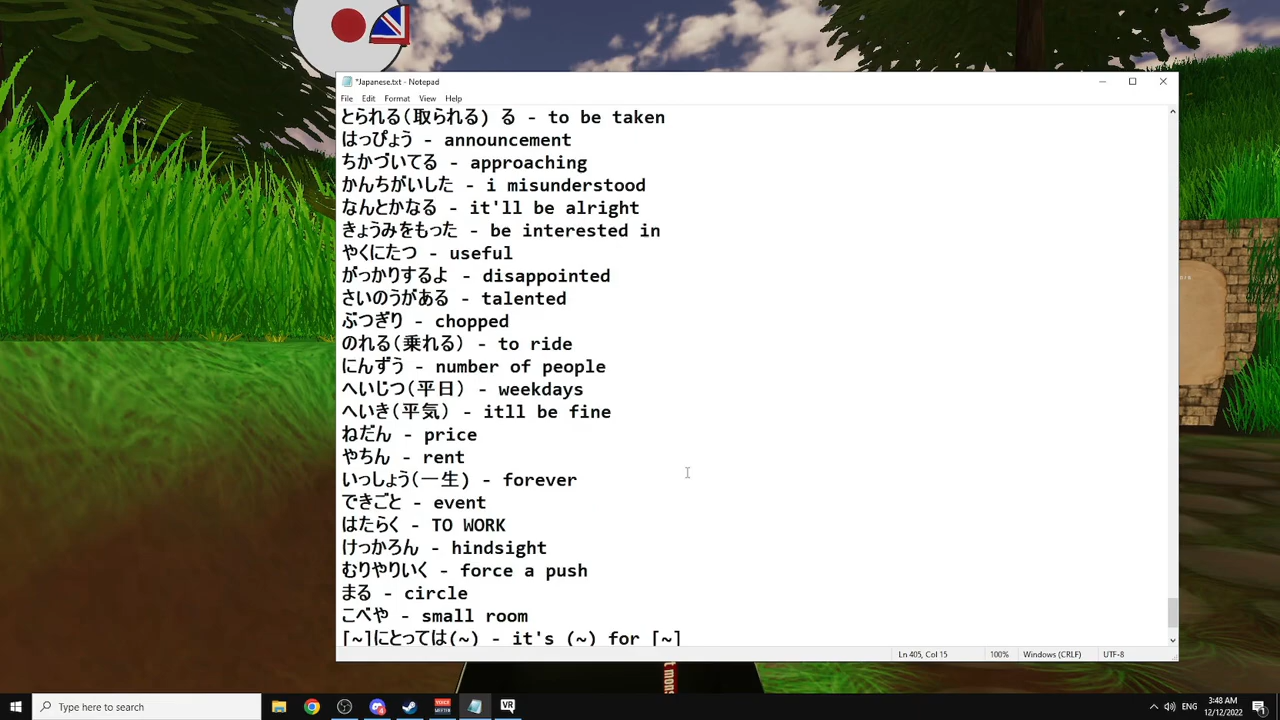 *Japanese.txt - Notepad
File Edit Format View Help
とられる(取られる) る - to be taken
はっぴょう - announcement
ちかづいてる - approaching
かんちがいした - i misunderstood
なんとかなる - it'll be alright
きょうみをもった - be interested in
やくにたつ - useful
がっかりするよ - disappointed
さいのうがある - talented
ぶつぎり - chopped
のれる(乗れる) - to ride
にんずう - number of people
へいじつ(平日) - weekdays
へいき(平気) - itll be fine
ねだん - price
やちん - rent
いっしょう(一生) - forever
できごと - event
はたらく - TO WORK
けっかろん - hindsight
むりやりいく - force a push
まる - circle
こべや - small room
[~]にとっては(~) - it's (~) for [~]
Ln 405, Col 15 100% Windows (CRLF) UTF-8
Type here to search
VOICE MEETER
VR
ENG
3:48 AM
12/12/2022